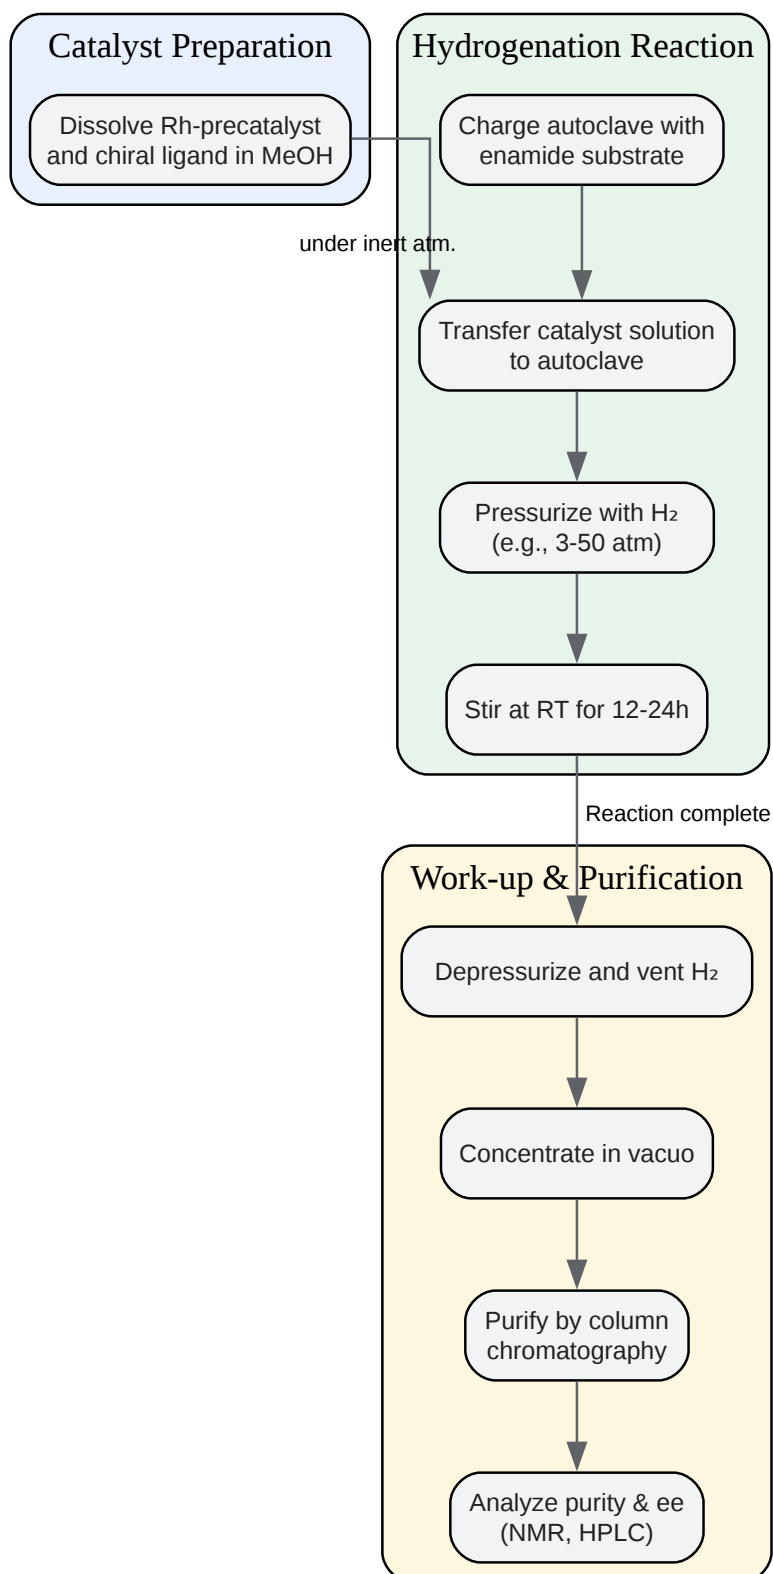 Catalyst Preparation
Dissolve Rh-precatalyst
and chiral ligand in MeOH
under inert atm.
Hydrogenation Reaction
Charge autoclave with
enamide substrate
Transfer catalyst solution
to autoclave
Pressurize with H₂
(e.g., 3-50 atm)
Stir at RT for 12-24h
Reaction complete
Work-up & Purification
Depressurize and vent H₂
Concentrate in vacuo
Purify by column
chromatography
Analyze purity & ee
(NMR, HPLC)